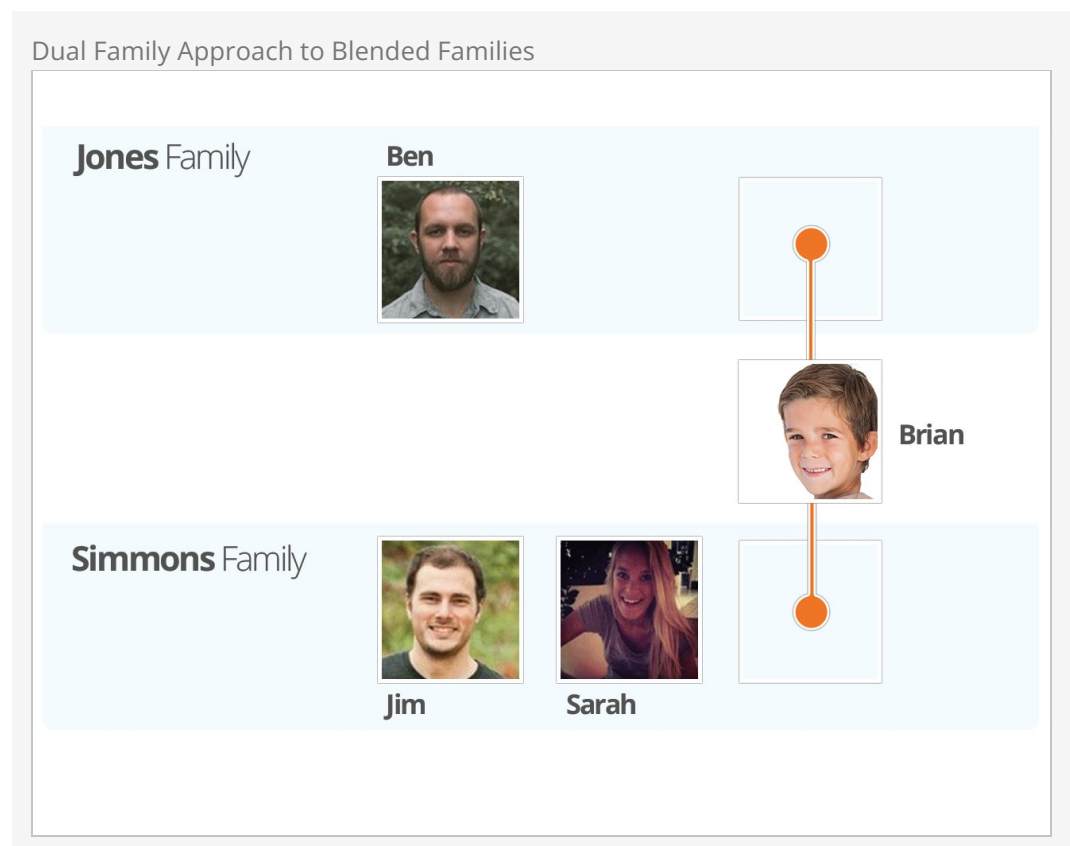 Dual Family Approach to Blended Families
Jones Family
Ben
Brian
Simmons Family
Jim
Sarah